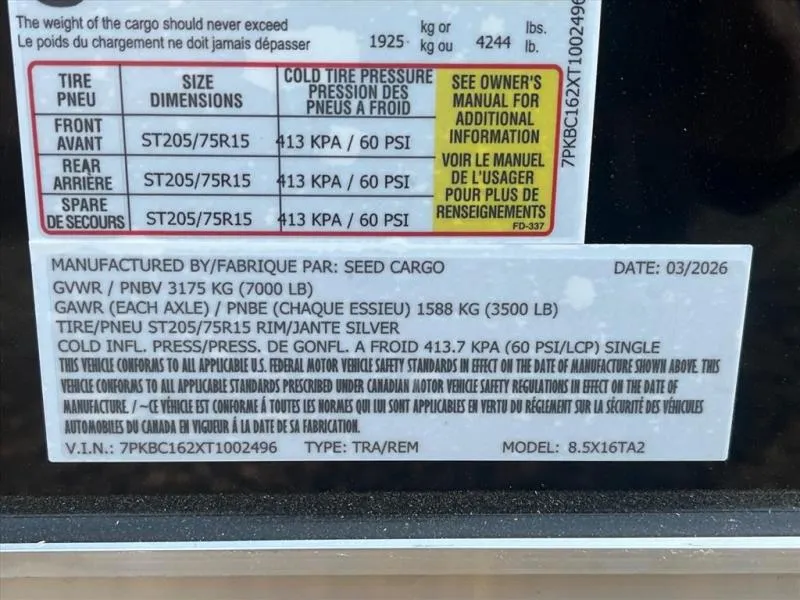 The weight of the cargo should never exceed kg or lbs.
Le poids du chargement ne doit jamais dépasser 1925 kg ou 4244 lb.
TIRE PNEU SIZE DIMENSIONS COLD TIRE PRESSURE PRESSION DES PNEUS A FROID
FRONT AVANT ST205/75R15 413 KPA / 60 PSI
REAR ARRIÈRE ST205/75R15 413 KPA / 60 PSI
SPARE DE SECOURS ST205/75R15 413 KPA / 60 PSI
SEE OWNER'S
MANUAL FOR
ADDITIONAL
INFORMATION
VOIR LE MANUEL
DE L'USAGER
POUR PLUS DE
RENSEIGNEMENTS
FD-337
7PKBC162XT1002496
MANUFACTURED BY/FABRIQUE PAR: SEED CARGO DATE: 03/2026
GVWR / PNBV 3175 KG (7000 LB)
GAWR (EACH AXLE) / PNBE (CHAQUE ESSIEU) 1588 KG (3500 LB)
TIRE/PNEU ST205/75R15 RIM/JANTE SILVER
COLD INFL. PRESS/PRESS. DE GONFL. A FROID 413.7 KPA (60 PSI/LCP) SINGLE
THIS VEHICLE CONFORMS TO ALL APPLICABLE U.S. FEDERAL MOTOR VEHICLE SAFETY STANDARDS IN EFFECT ON THE DATE OF MANUFACTURE SHOWN ABOVE. THIS
VEHICLE CONFORMS TO ALL APPLICABLE STANDARDS PRESCRIBED UNDER CANADIAN MOTOR VEHICLE SAFETY REGULATIONS IN EFFECT ON THE DATE OF
MANUFACTURE. / ~CE VÉHICLE EST CONFORME Á TOUTES LES NORMES QUI LUI SONT APPLICABLES EN VERTU DU RÉGLEMENT SUR LA SÉCURITÉ DES VÉHICULES
AUTOMOBILES DU CANADA EN VIGUEUR Á LA DATE DE SA FABRICATION.
V.I.N.: 7PKBC162XT1002496 TYPE: TRA/REM MODEL: 8.5X16TA2